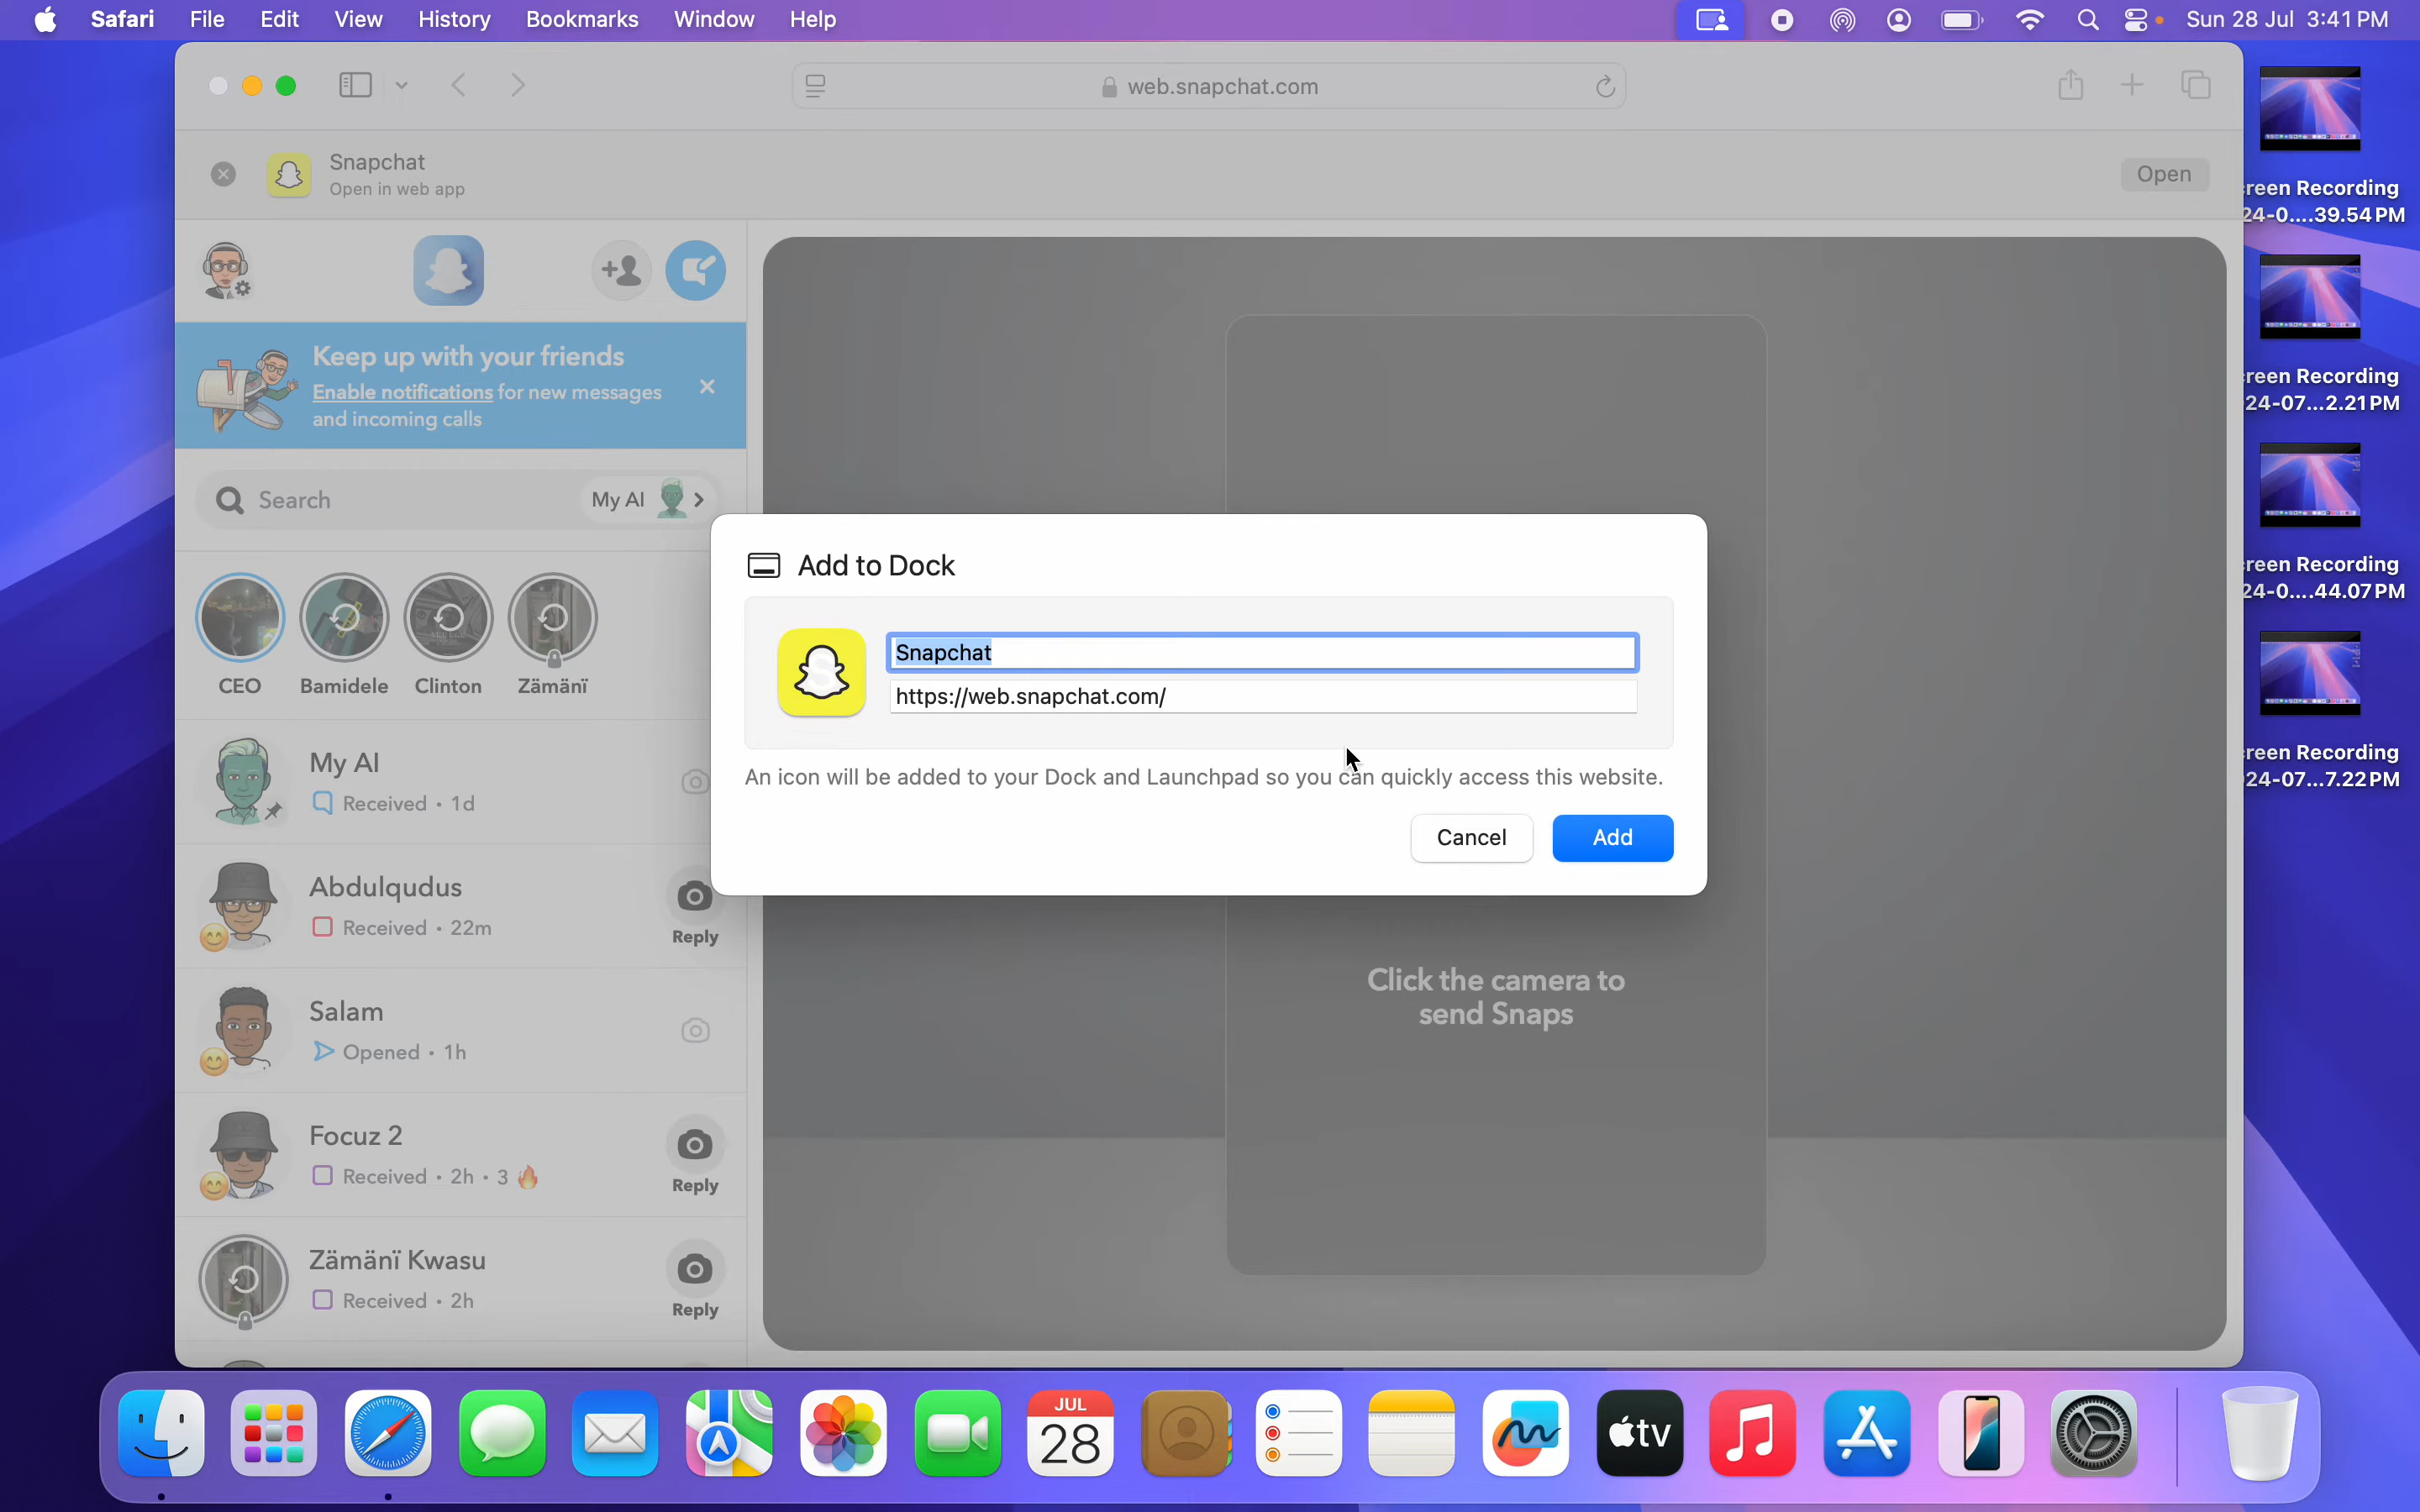 Safari File Edit View History Bookmarks Window Help Sun 28 Jul 3:41 PM
web.snapchat.com
Snapchat
Open in web app
Open
Keep up with your friends
Enable notifications for new messages
and incoming calls
Search My AI
CEO Bamidele Clinton Zämänï
My AI
Received · 1d
Abdulqudus
Received · 22m
Reply
Salam
Opened · 1h
Focuz 2
Received · 2h · 3 🔥
Reply
Zämänï Kwasu
Received · 2h
Reply
Add to Dock
Snapchat
https://web.snapchat.com/
An icon will be added to your Dock and Launchpad so you can quickly access this website.
Cancel Add
Click the camera to
send Snaps
reen Recording
24-0....39.54 PM
reen Recording
24-07...2.21 PM
reen Recording
24-0....44.07 PM
reen Recording
24-07...7.22 PM
JUL
28
tv